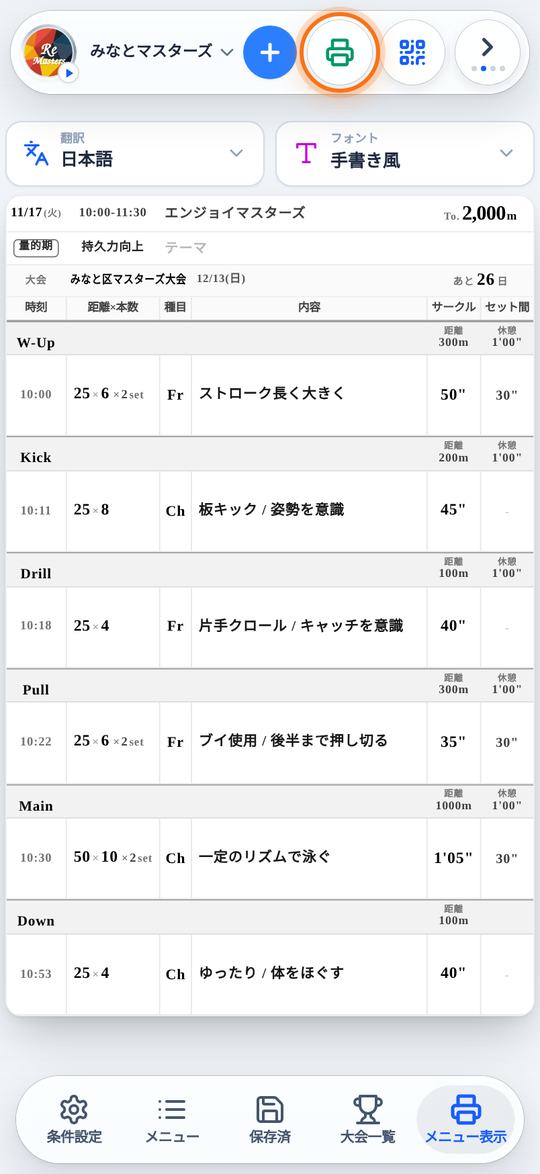 Re Masters
みなとマスターズ
翻訳
日本語
フォント
手書き風
11/17(火) 10:00-11:30 エンジョイマスターズ To. 2,000m
量的期 持久力向上 テーマ
大会 みなと区マスターズ大会 12/13(日) あと 26 日
時刻 距離×本数 種目 内容 サークル セット間
W-Up 距離 300m 休憩 1'00"
10:00 25×6 ×2set Fr ストローク長く大きく 50" 30"
Kick 距離 200m 休憩 1'00"
10:11 25×8 Ch 板キック / 姿勢を意識 45" -
Drill 距離 100m 休憩 1'00"
10:18 25×4 Fr 片手クロール / キャッチを意識 40" -
Pull 距離 300m 休憩 1'00"
10:22 25×6 ×2set Fr ブイ使用 / 後半まで押し切る 35" 30"
Main 距離 1000m 休憩 1'00"
10:30 50×10 ×2set Ch 一定のリズムで泳ぐ 1'05" 30"
Down 距離 100m
10:53 25×4 Ch ゆったり / 体をほぐす 40" -
条件設定 メニュー 保存済 大会一覧 メニュー表示